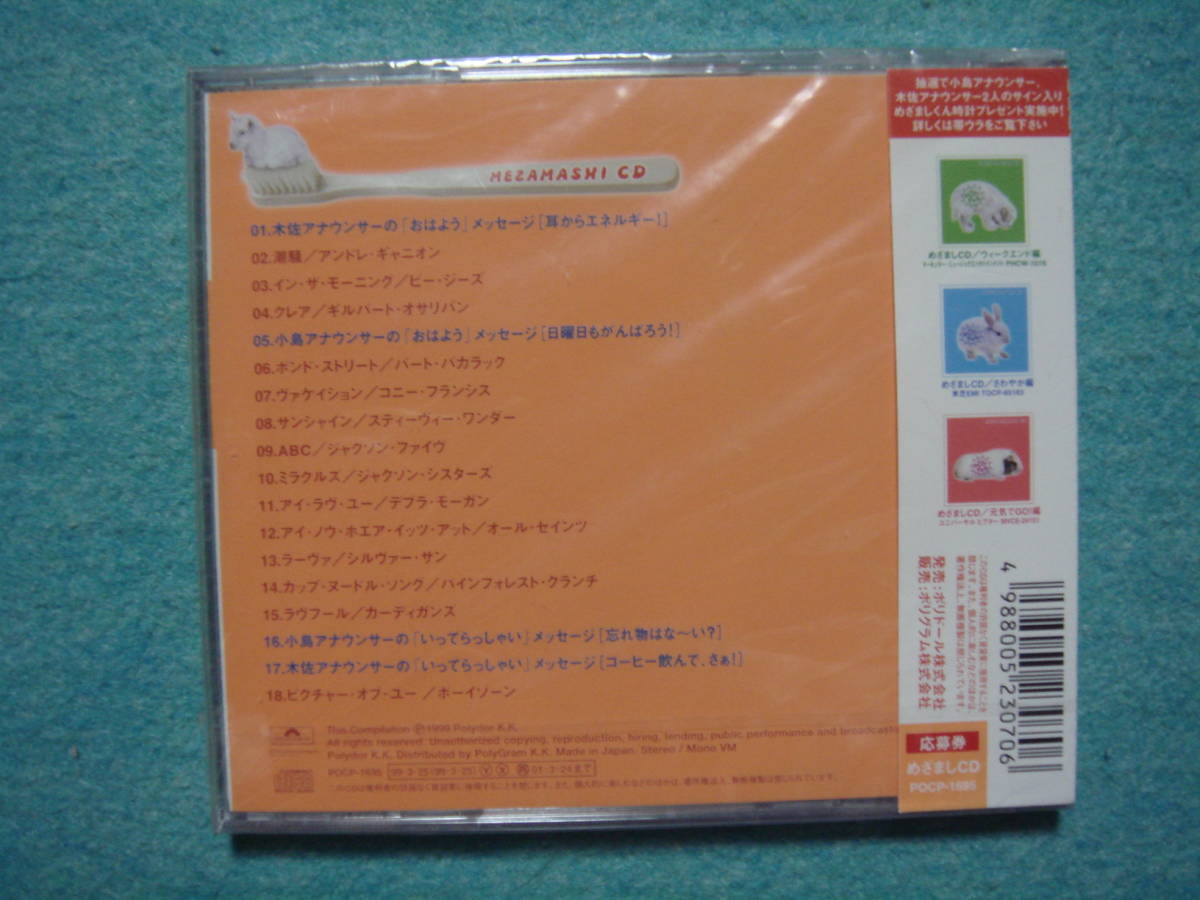 MEZAMASHI CD
01.木佐アナウンサーの「おはよう」メッセージ[耳からエネルギー!]
02.潮騒/アンドレ・ギャニオン
03.イン・ザ・モーニング/ビー・ジーズ
04.クレア/ギルバート・オサリバン
05.小島アナウンサーの「おはよう」メッセージ[日曜日もがんばろう!]
06.ボンド・ストリート/バート・バカラック
07.ヴァケイション/コニー・フランシス
08.サンシャイン/スティーヴィー・ワンダー
09.ABC/ジャクソン・ファイヴ
10.ミラクルズ/ジャクソン・シスターズ
11.アイ・ラヴ・ユー/デブラ・モーガン
12.アイ・ノウ・ホエア・イッツ・アット/オール・セインツ
13.ラーヴァ/シルヴァー・サン
14.カップ・ヌードル・ソング/ハインフォレスト・クランチ
15.ラヴフール/カーディガンス
16.小島アナウンサーの「いってらっしゃい」メッセージ[忘れ物はな〜い?]
17.木佐アナウンサーの「いってらっしゃい」メッセージ[コーヒー飲んで、さぁ!]
18.ピクチャー・オブ・ユー/ボーイゾーン
This Compilation ℗1999 Polydor K.K.
All rights reserved. Unauthorized copying, reproduction, hiring, lending, public performance and broadcasting
Polydor K.K. Distributed by PolyGram K.K. Made in Japan. Stereo / Mono VM
POCP-1695
抽選で小島アナウンサー、
木佐アナウンサー2人のサイン入り
めざましくん時計プレゼント実施中!
詳しくは帯ウラをご覧下さい
めざましCD/ウィークエンド編
めざましCD/さわやか編
東芝EMI
めざましCD/元気でGO!編
ユニバーサル ビクター
発売:ポリドール株式会社
販売:ポリグラム株式会社
4 988005 230706
応募券
めざましCD
POCP-1695